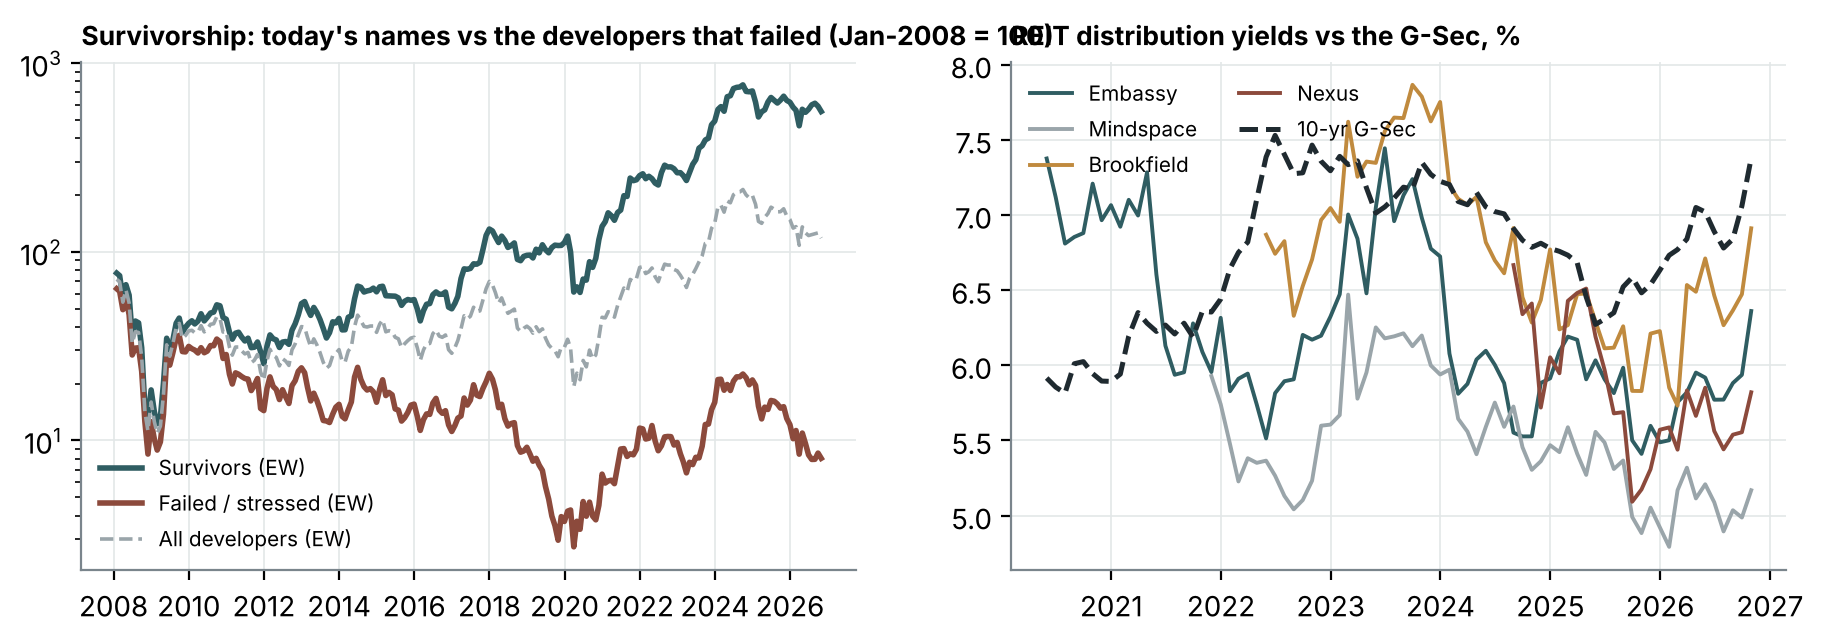 Survivorship: today's names vs the developers that failed (Jan-2008 = 100)
REIT distribution yields vs the G-Sec, %
10³
10²
10¹
Survivors (EW)
Failed / stressed (EW)
All developers (EW)
2008 2010 2012 2014 2016 2018 2020 2022 2024 2026
8.0
7.5
7.0
6.5
6.0
5.5
5.0
Embassy
Mindspace
Brookfield
Nexus
10-yr G-Sec
2021 2022 2023 2024 2025 2026 2027